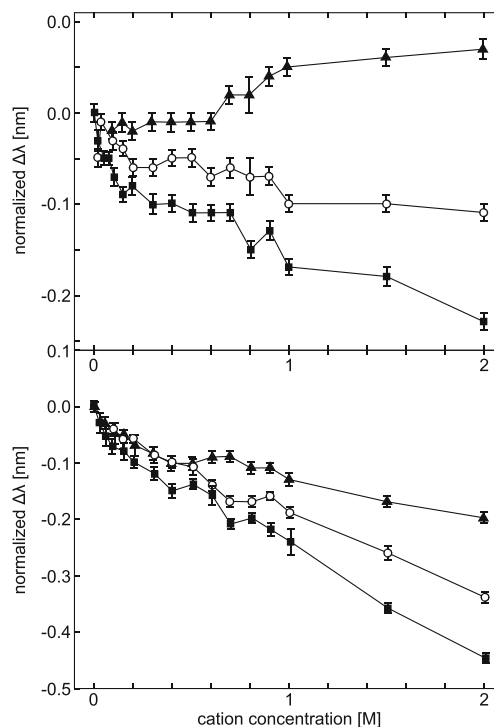 0.0
0.0
-0.1
-0.2
0.1
normalized Δλ [nm]
0 1 2
0.0
-0.1
-0.2
-0.3
-0.4
-0.5
normalized Δλ [nm]
0 1 2
cation concentration [M]